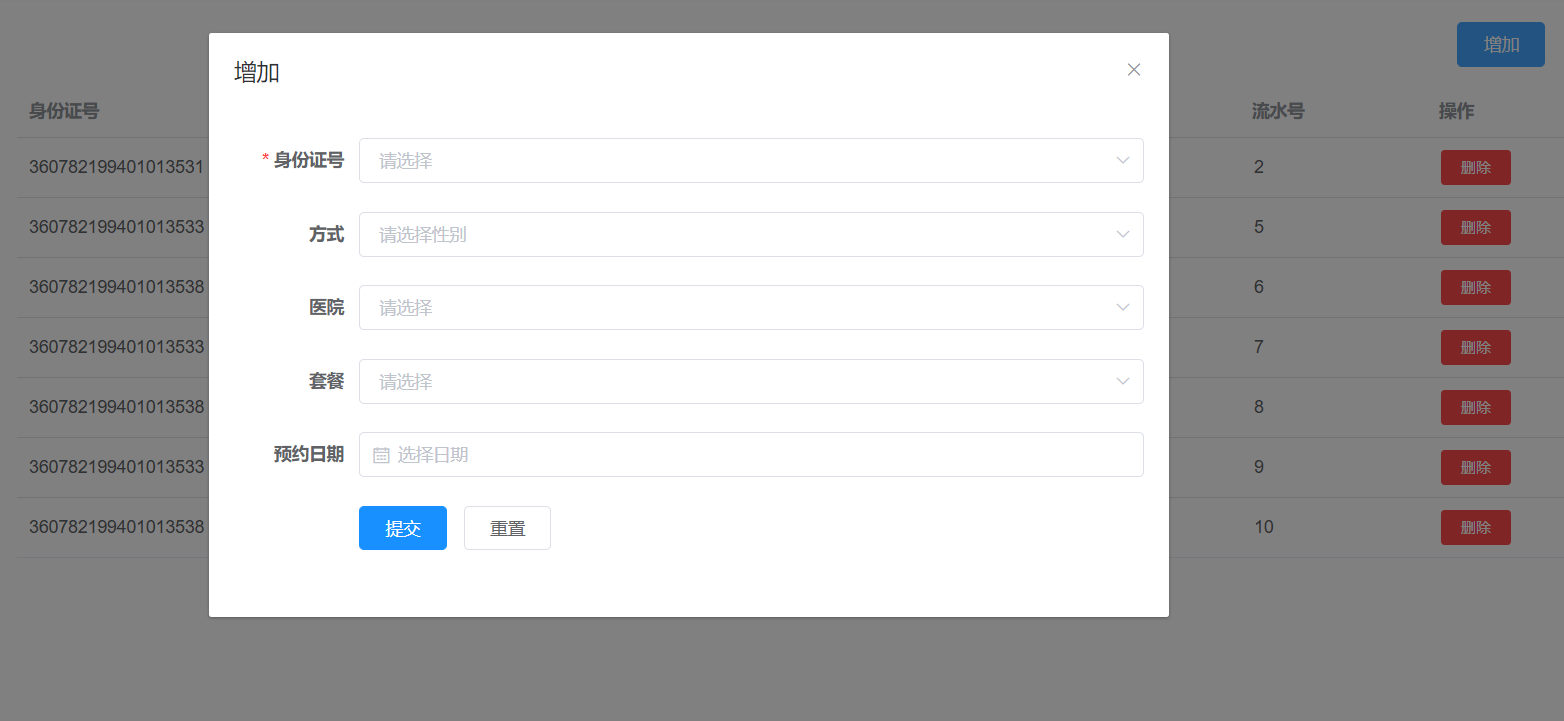 增加
增加
身份证号 流水号 操作
* 身份证号 请选择
360782199401013531 2 删除
方式 请选择性别
360782199401013533 5 删除
360782199401013538 6 删除
医院 请选择
360782199401013533 7 删除
套餐 请选择
360782199401013538 8 删除
预约日期 选择日期
360782199401013533 9 删除
提交 重置
360782199401013538 10 删除